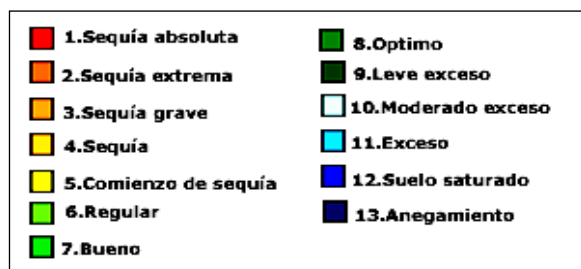 1.Sequía absoluta
2.Sequía extrema
3.Sequía grave
4.Sequía
5.Comienzo de sequía
6.Regular
7.Bueno
8.Optimo
9.Leve exceso
10.Moderado exceso
11.Exceso
12.Suelo saturado
13.Anegamiento